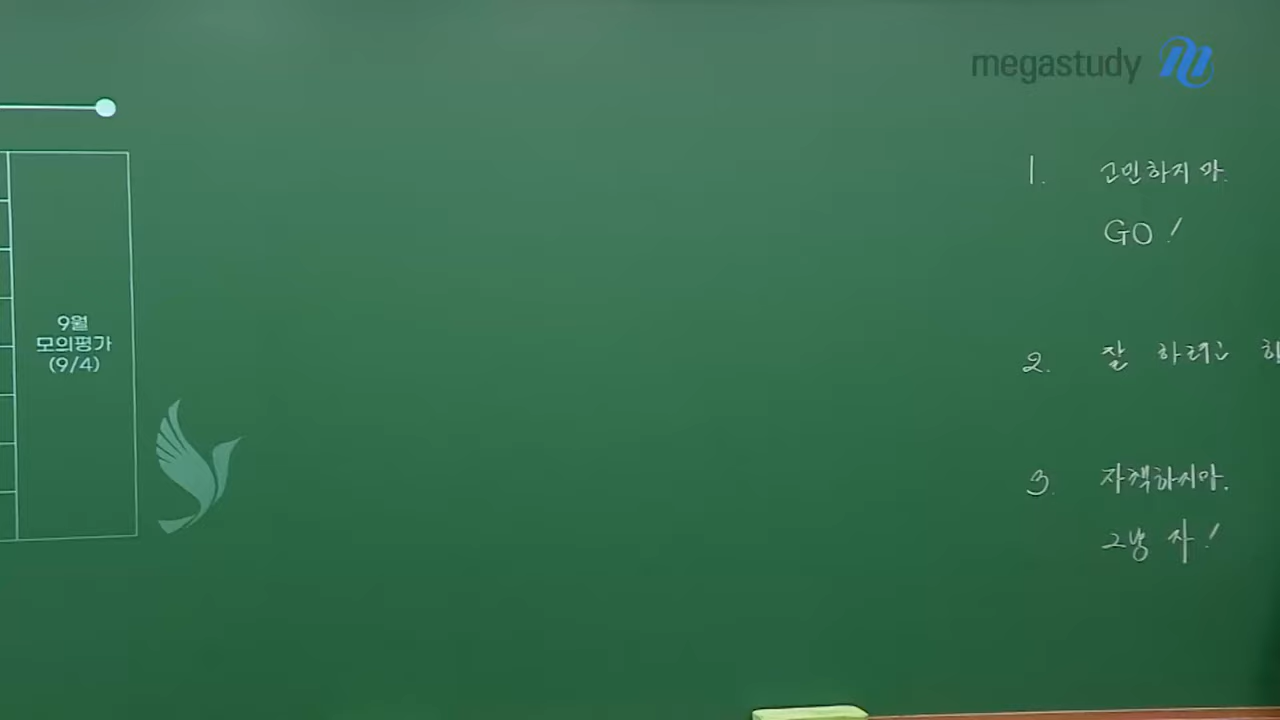 megastudy
1. 고민하지 마.
GO!
9월
모의평가
(9/4)
2. 잘 하려고
3. 자책하지마.
그냥 자!